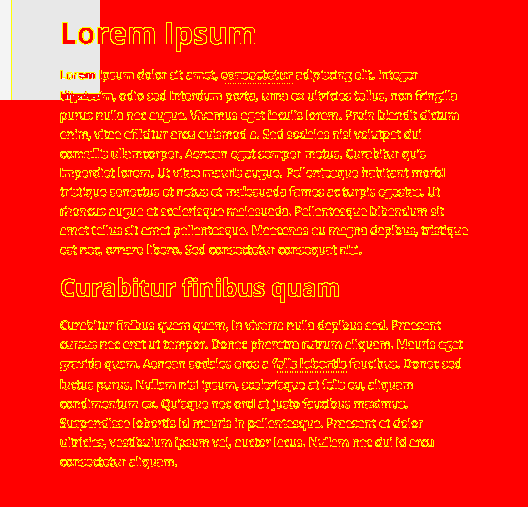 Lorem Ipsum
Lorem ipsum dolor sit amet, consectetur adipiscing elit. Integer
dignissim, odio sed interdum porta, urna ex ultricies tellus, non fringilla
purus nulla nec augue. Vivamus eget iaculis lorem. Proin blandit dictum
enim, vitae efficitur arcu euismod a. Sed sodales nisl volutpat dui
convallis ullamcorper. Aenean eget semper metus. Curabitur quis
imperdiet lorem. Ut vitae mauris augue. Pellentesque habitant morbi
tristique senectus et netus et malesuada fames ac turpis egestas. Ut
rhoncus augue et scelerisque malesuada. Pellentesque bibendum sit
amet tellus sit amet pellentesque. Maecenas eu magna dapibus, tristique
est nec, ornare libero. Sed consectetur consequat nisi.
Curabitur finibus quam
Curabitur finibus quam quam, in viverra nulla dapibus sed. Praesent
cursus nec erat ut tempor. Donec pharetra rutrum aliquam. Mauris eget
gravida quam. Aenean sodales eros a felis lobortis faucibus. Donec sed
luctus purus. Nullam nisl ipsum, scelerisque at felis eu, aliquam
condimentum ex. Quisque nec orci at justo faucibus maximus.
Suspendisse lobortis id mauris in pellentesque. Praesent et dolor
ultricies, vestibulum ipsum vel, auctor lacus. Nullam nec dui id arcu
consectetur aliquam.